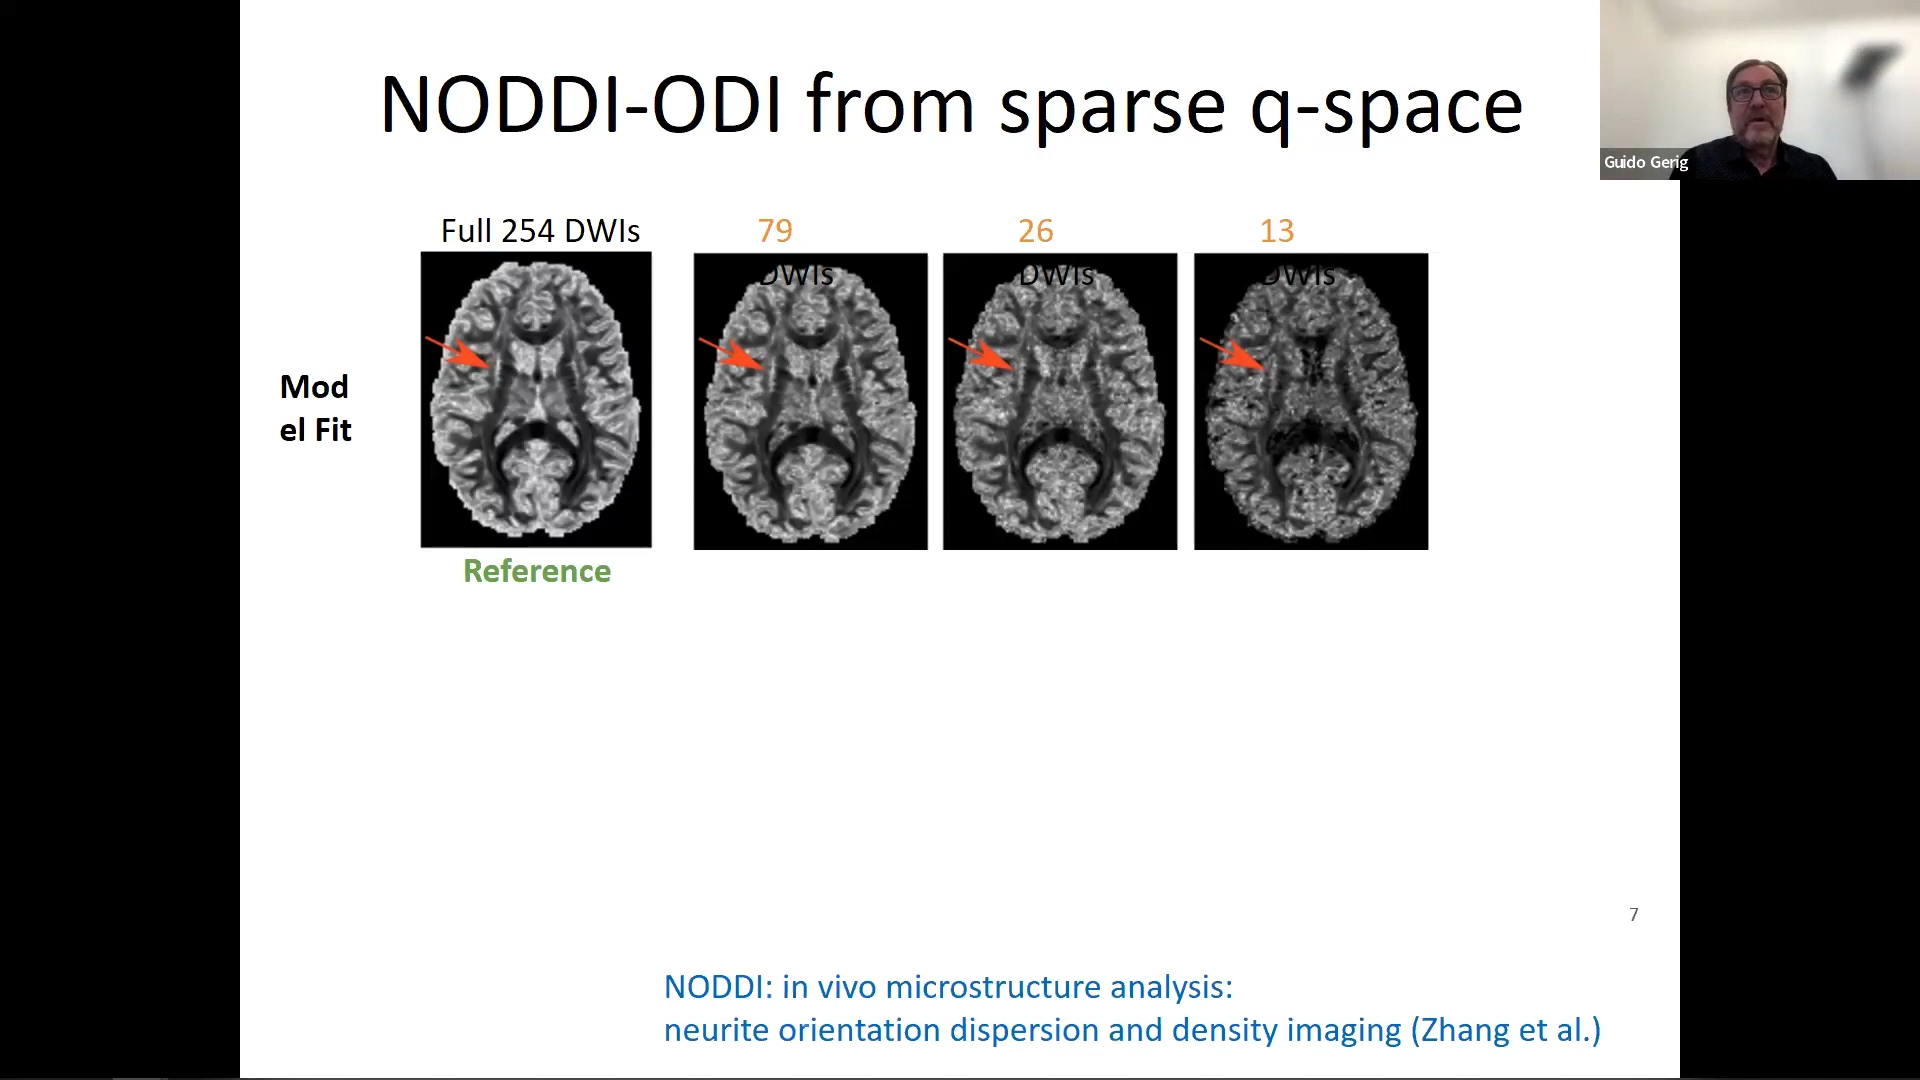 NODDI-ODI from sparse q-space
Guido Gerig
Full 254 DWIs
79
DWIs
26
DWIs
13
DWIs
Mod
el Fit
Reference
7
NODDI: in vivo microstructure analysis:
neurite orientation dispersion and density imaging (Zhang et al.)